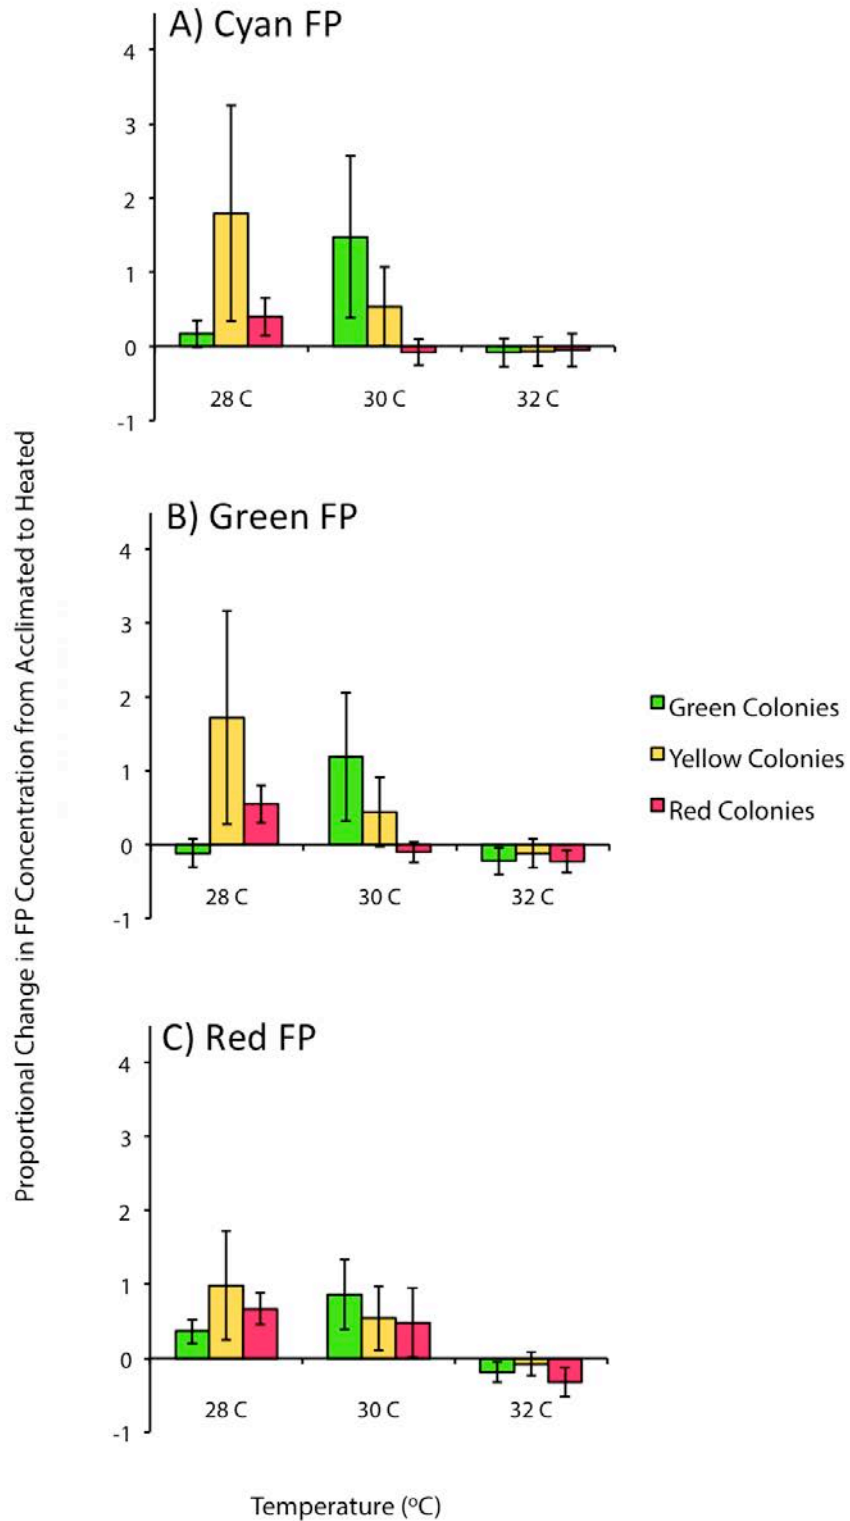 A) Cyan FP
4
3
2
1
0
-1
28 C
30 C
32 C
B) Green FP
4
3
2
1
0
-1
28 C
30 C
32 C
C) Red FP
4
3
2
1
0
-1
28 C
30 C
32 C
Proportional Change in FP Concentration from Acclimated to Heated
Temperature (ºC)
Green Colonies
Yellow Colonies
Red Colonies